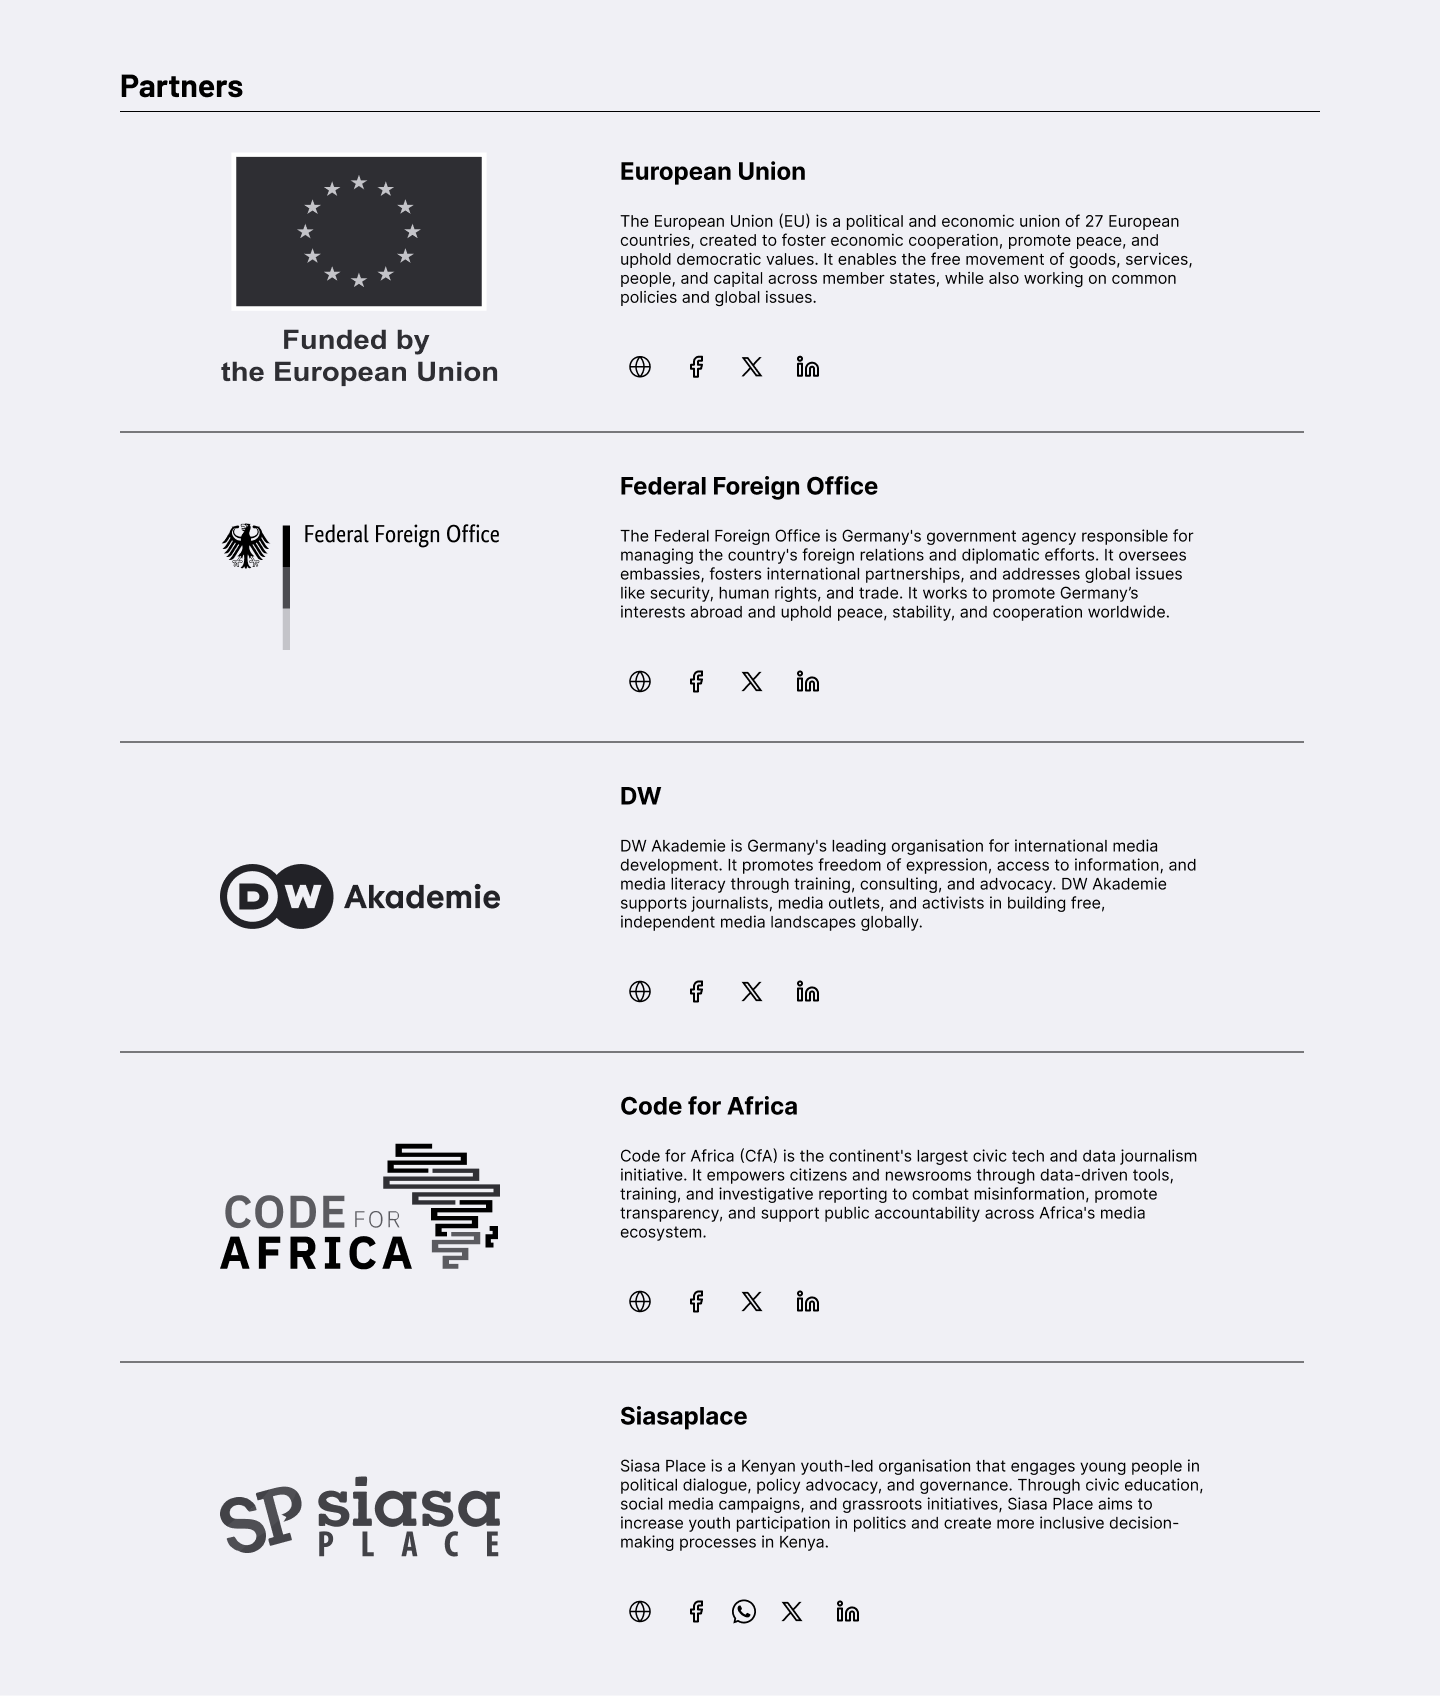 Partners
Funded by
the European Union
European Union
The European Union (EU) is a political and economic union of 27 European
countries, created to foster economic cooperation, promote peace, and
uphold democratic values. It enables the free movement of goods, services,
people, and capital across member states, while also working on common
policies and global issues.
Federal Foreign Office
Federal Foreign Office
The Federal Foreign Office is Germany's government agency responsible for
managing the country's foreign relations and diplomatic efforts. It oversees
embassies, fosters international partnerships, and addresses global issues
like security, human rights, and trade. It works to promote Germany’s
interests abroad and uphold peace, stability, and cooperation worldwide.
DW Akademie
DW
DW Akademie is Germany's leading organisation for international media
development. It promotes freedom of expression, access to information, and
media literacy through training, consulting, and advocacy. DW Akademie
supports journalists, media outlets, and activists in building free,
independent media landscapes globally.
CODE FOR
AFRICA
Code for Africa
Code for Africa (CfA) is the continent's largest civic tech and data journalism
initiative. It empowers citizens and newsrooms through data-driven tools,
training, and investigative reporting to combat misinformation, promote
transparency, and support public accountability across Africa's media
ecosystem.
SP siasa
PLACE
Siasaplace
Siasa Place is a Kenyan youth-led organisation that engages young people in
political dialogue, policy advocacy, and governance. Through civic education,
social media campaigns, and grassroots initiatives, Siasa Place aims to
increase youth participation in politics and create more inclusive decision-
making processes in Kenya.